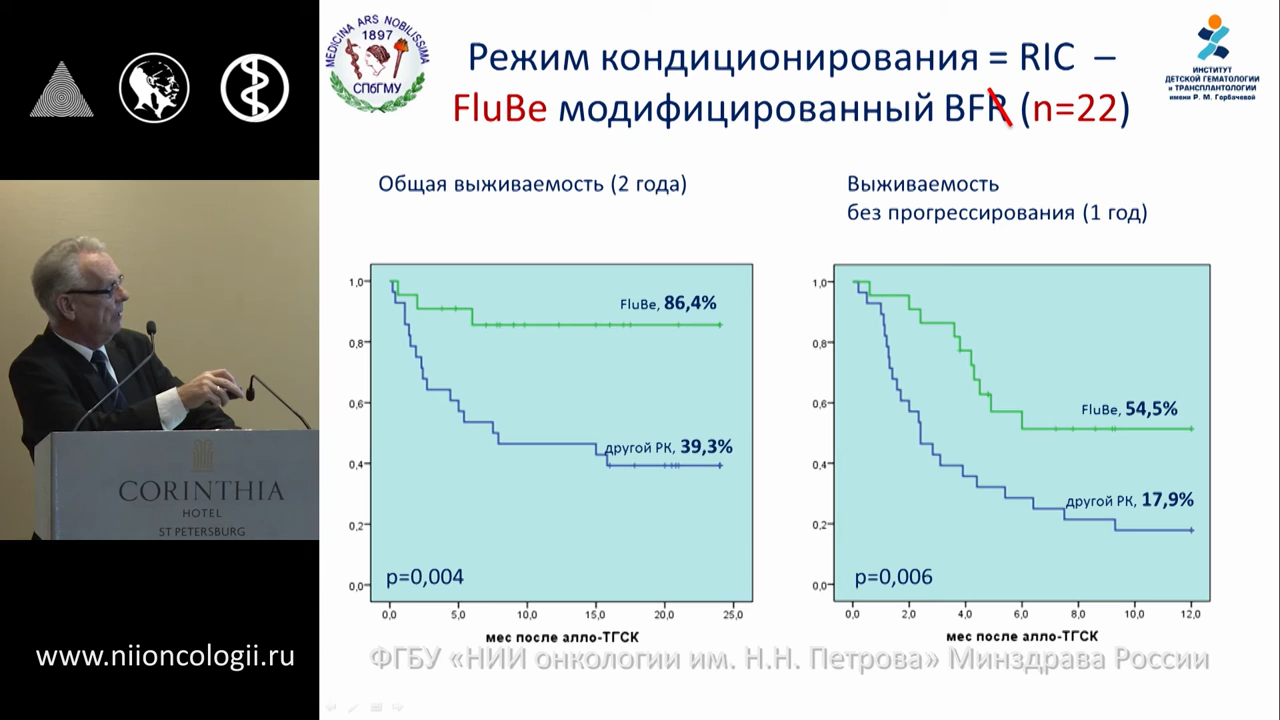 MEDICINA ARS NOBILISSIMA
1897
СПбГМУ
Режим кондиционирования = RIC –
FluBe модифицированный BFR (n=22)
ИНСТИТУТ
ДЕТСКОЙ ГЕМАТОЛОГИИ
и ТРАНСПЛАНТОЛОГИИ
имени Р. М. Горбачевой
Общая выживаемость (2 года)
1,0
0,8
0,6
0,4
0,2
0,0
FluBe, 86,4%
другой РК, 39,3%
p=0,004
0,0 5,0 10,0 15,0 20,0 25,0
мес после алло-ТГСК
Выживаемость
без прогрессирования (1 год)
1,0
0,8
0,6
0,4
0,2
0,0
FluBe, 54,5%
другой РК, 17,9%
p=0,006
0,0 2,0 4,0 6,0 8,0 10,0 12,0
мес после алло-ТГСК
CORINTHIA
HOTEL
ST PETERSBURG
www.niioncologii.ru
ФГБУ «НИИ онкологии им. Н.Н. Петрова» Минздрава России